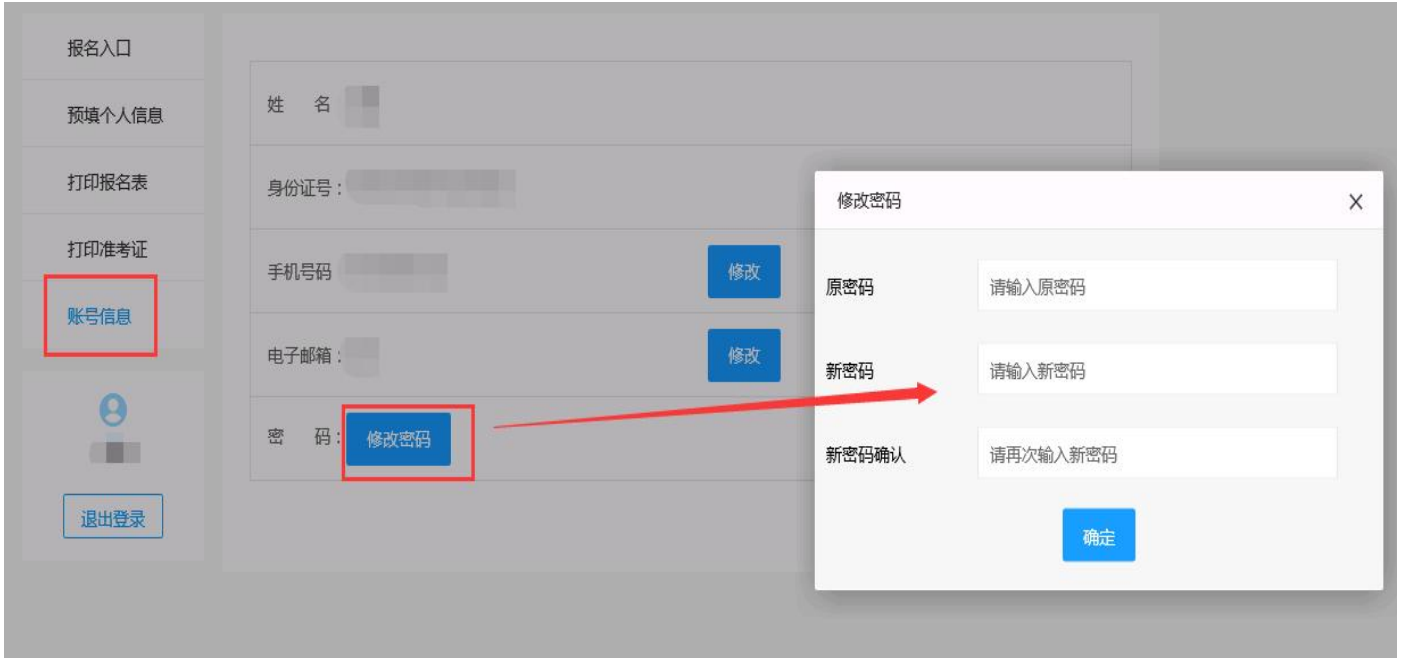 报名入口
预填个人信息
打印报名表
打印准考证
账号信息
退出登录
姓 名
身份证号：
手机号码
修改
电子邮箱：
修改
密 码：
修改密码
修改密码
X
原密码
请输入原密码
新密码
请输入新密码
新密码确认
请再次输入新密码
确定